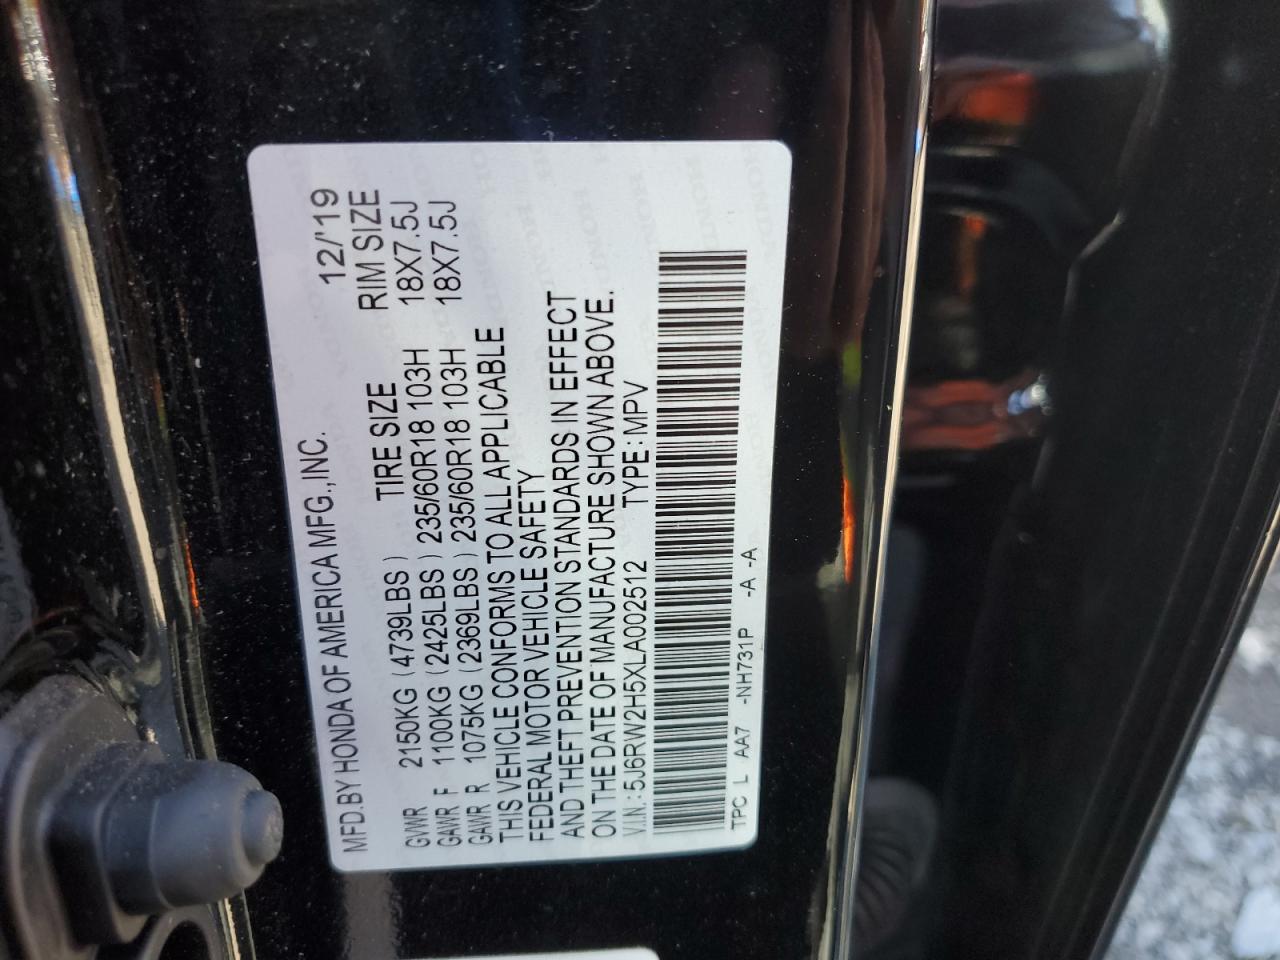 MFD.BY HONDA OF AMERICA MFG.,INC. 12/'19
TIRE SIZE RIM SIZE
GVWR 2150KG (4739LBS)
GAWR F 1100KG (2425LBS) 235/60R18 103H 18X7.5J
GAWR R 1075KG (2369LBS) 235/60R18 103H 18X7.5J
THIS VEHICLE CONFORMS TO ALL APPLICABLE
FEDERAL MOTOR VEHICLE SAFETY
AND THEFT PREVENTION STANDARDS IN EFFECT
ON THE DATE OF MANUFACTURE SHOWN ABOVE.
V.I.N.:5J6RW2H5XLA002512 TYPE:MPV
TPC L AA7 -NH731P -A -A